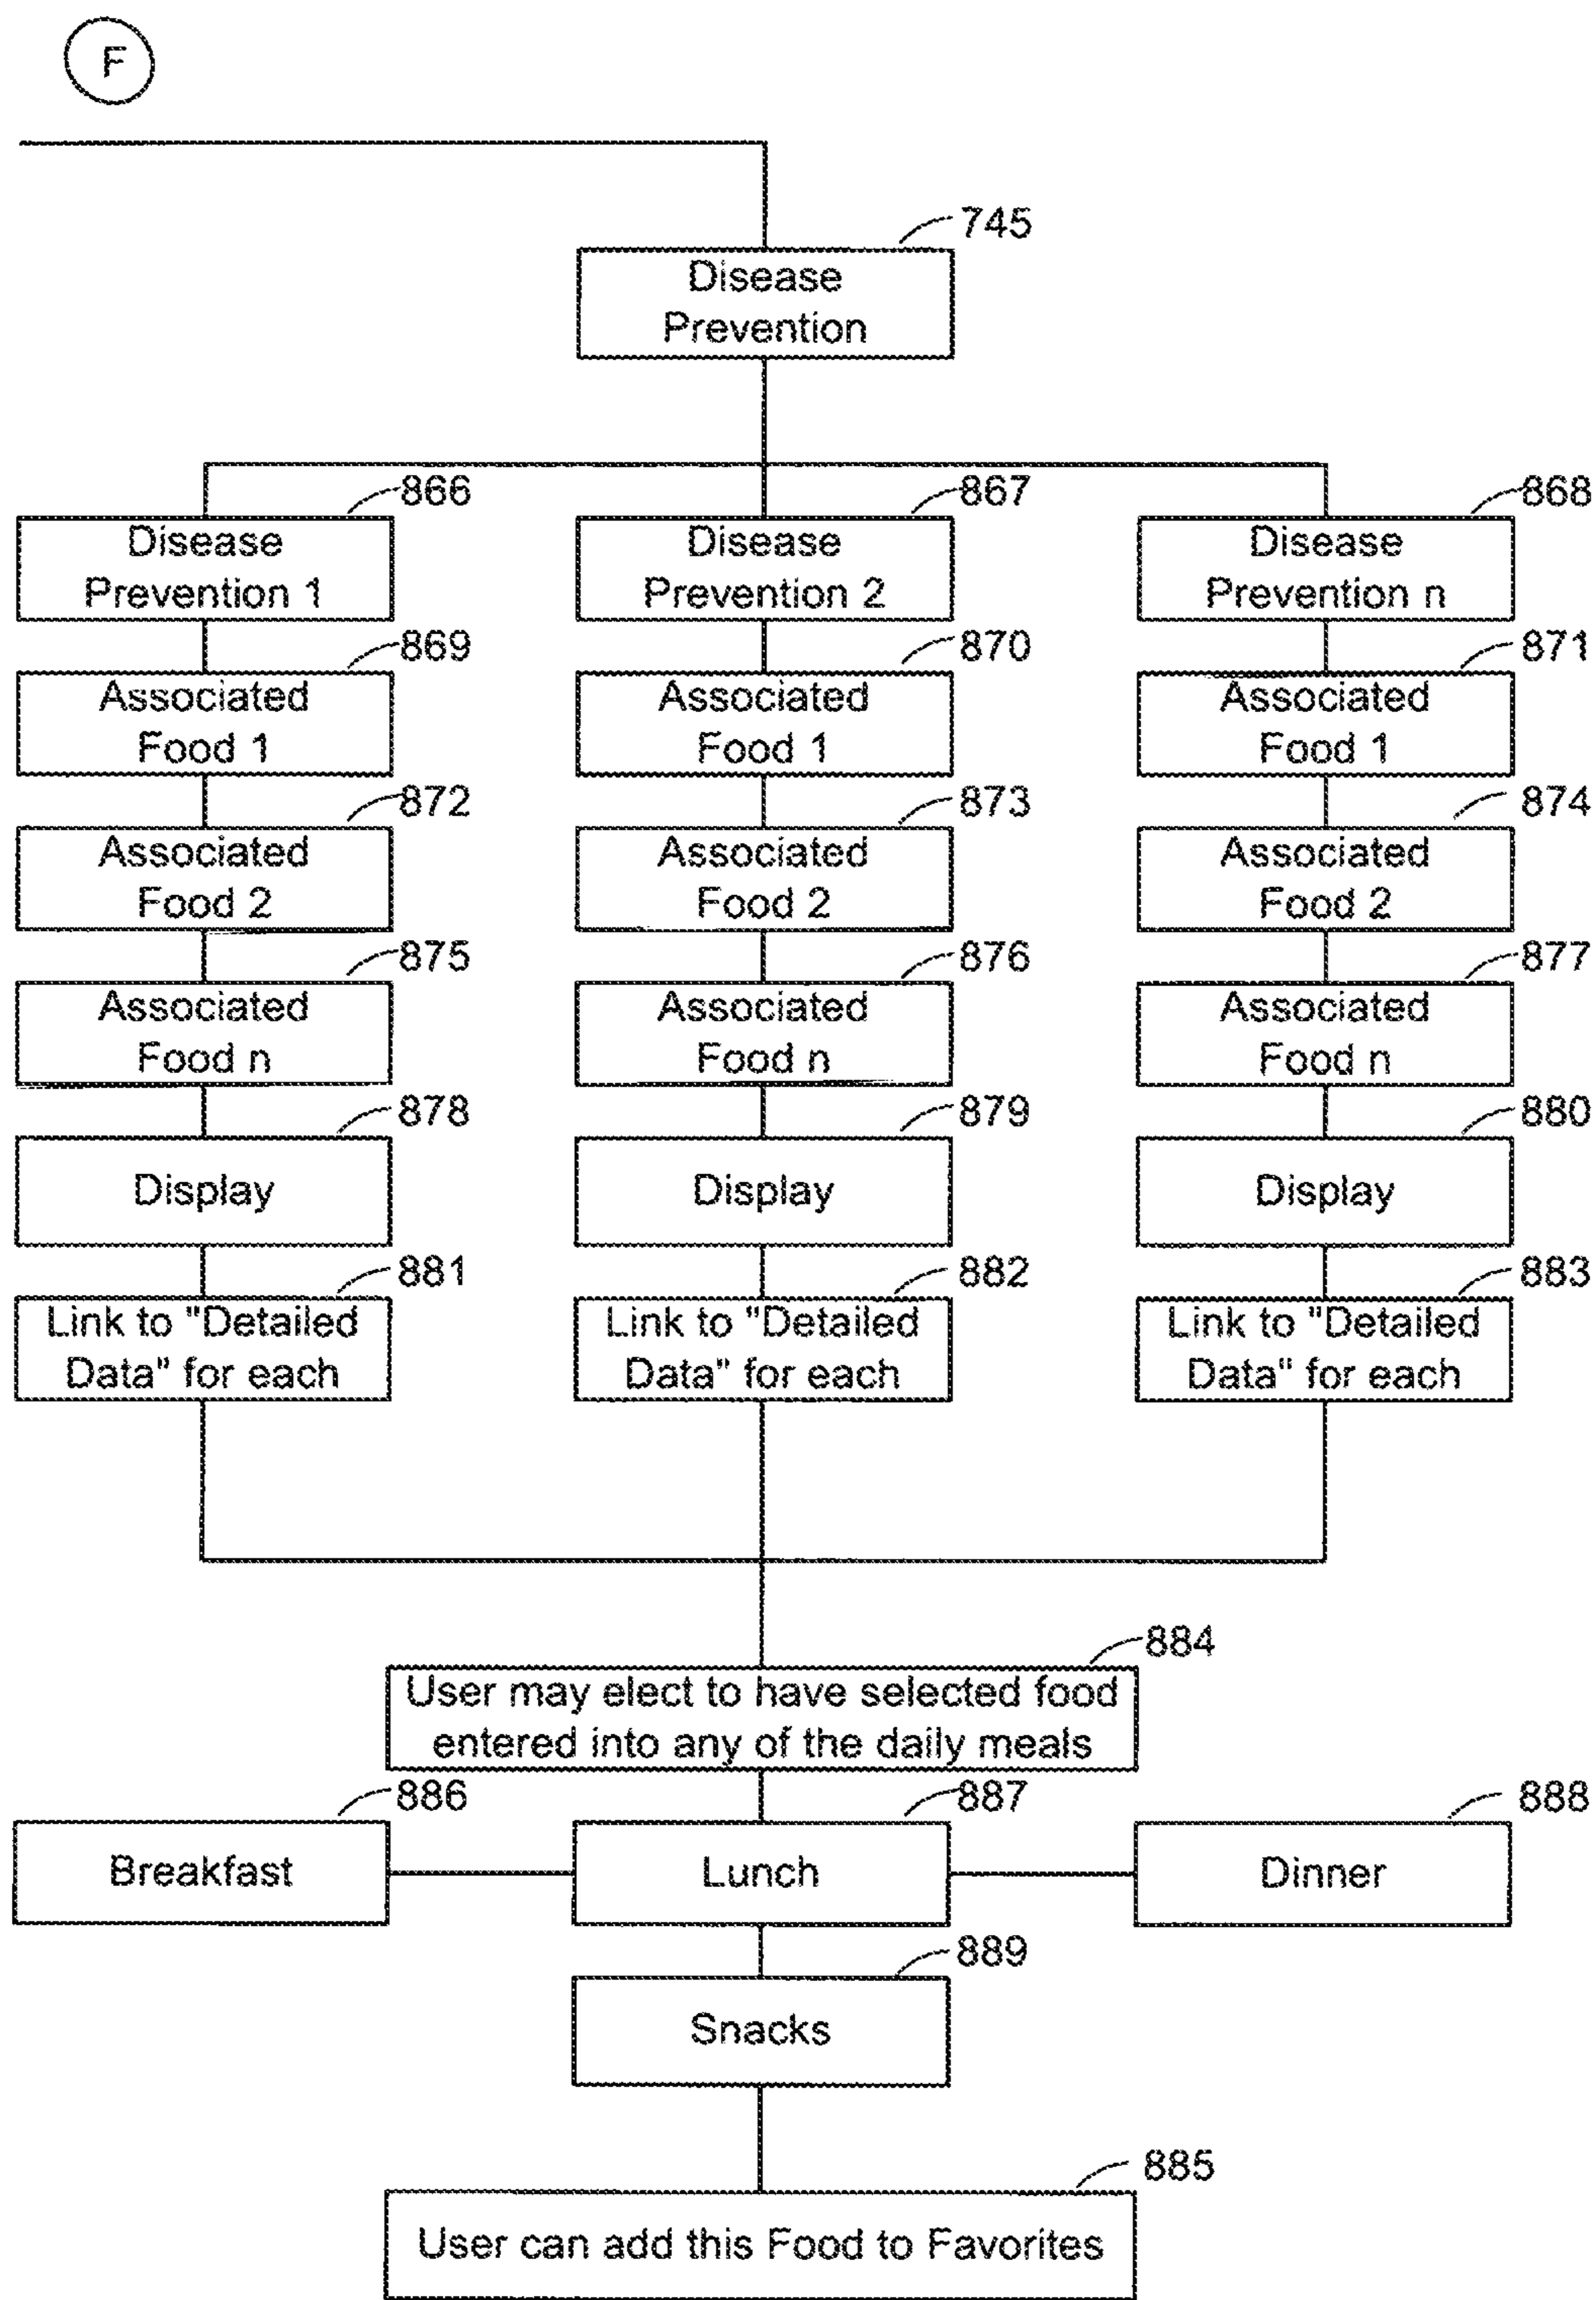 F
745
Disease
Prevention
866
867
868
Disease
Prevention 1
Disease
Prevention 2
Disease
Prevention n
869
870
871
Associated
Food 1
Associated
Food 1
Associated
Food 1
872
873
874
Associated
Food 2
Associated
Food 2
Associated
Food 2
875
876
877
Associated
Food n
Associated
Food n
Associated
Food n
878
879
880
Display
Display
Display
881
882
883
Link to "Detailed
Data" for each
Link to "Detailed
Data" for each
Link to "Detailed
Data" for each
884
User may elect to have selected food
entered into any of the daily meals
886
887
888
Breakfast
Lunch
Dinner
889
Snacks
885
User can add this Food to Favorites